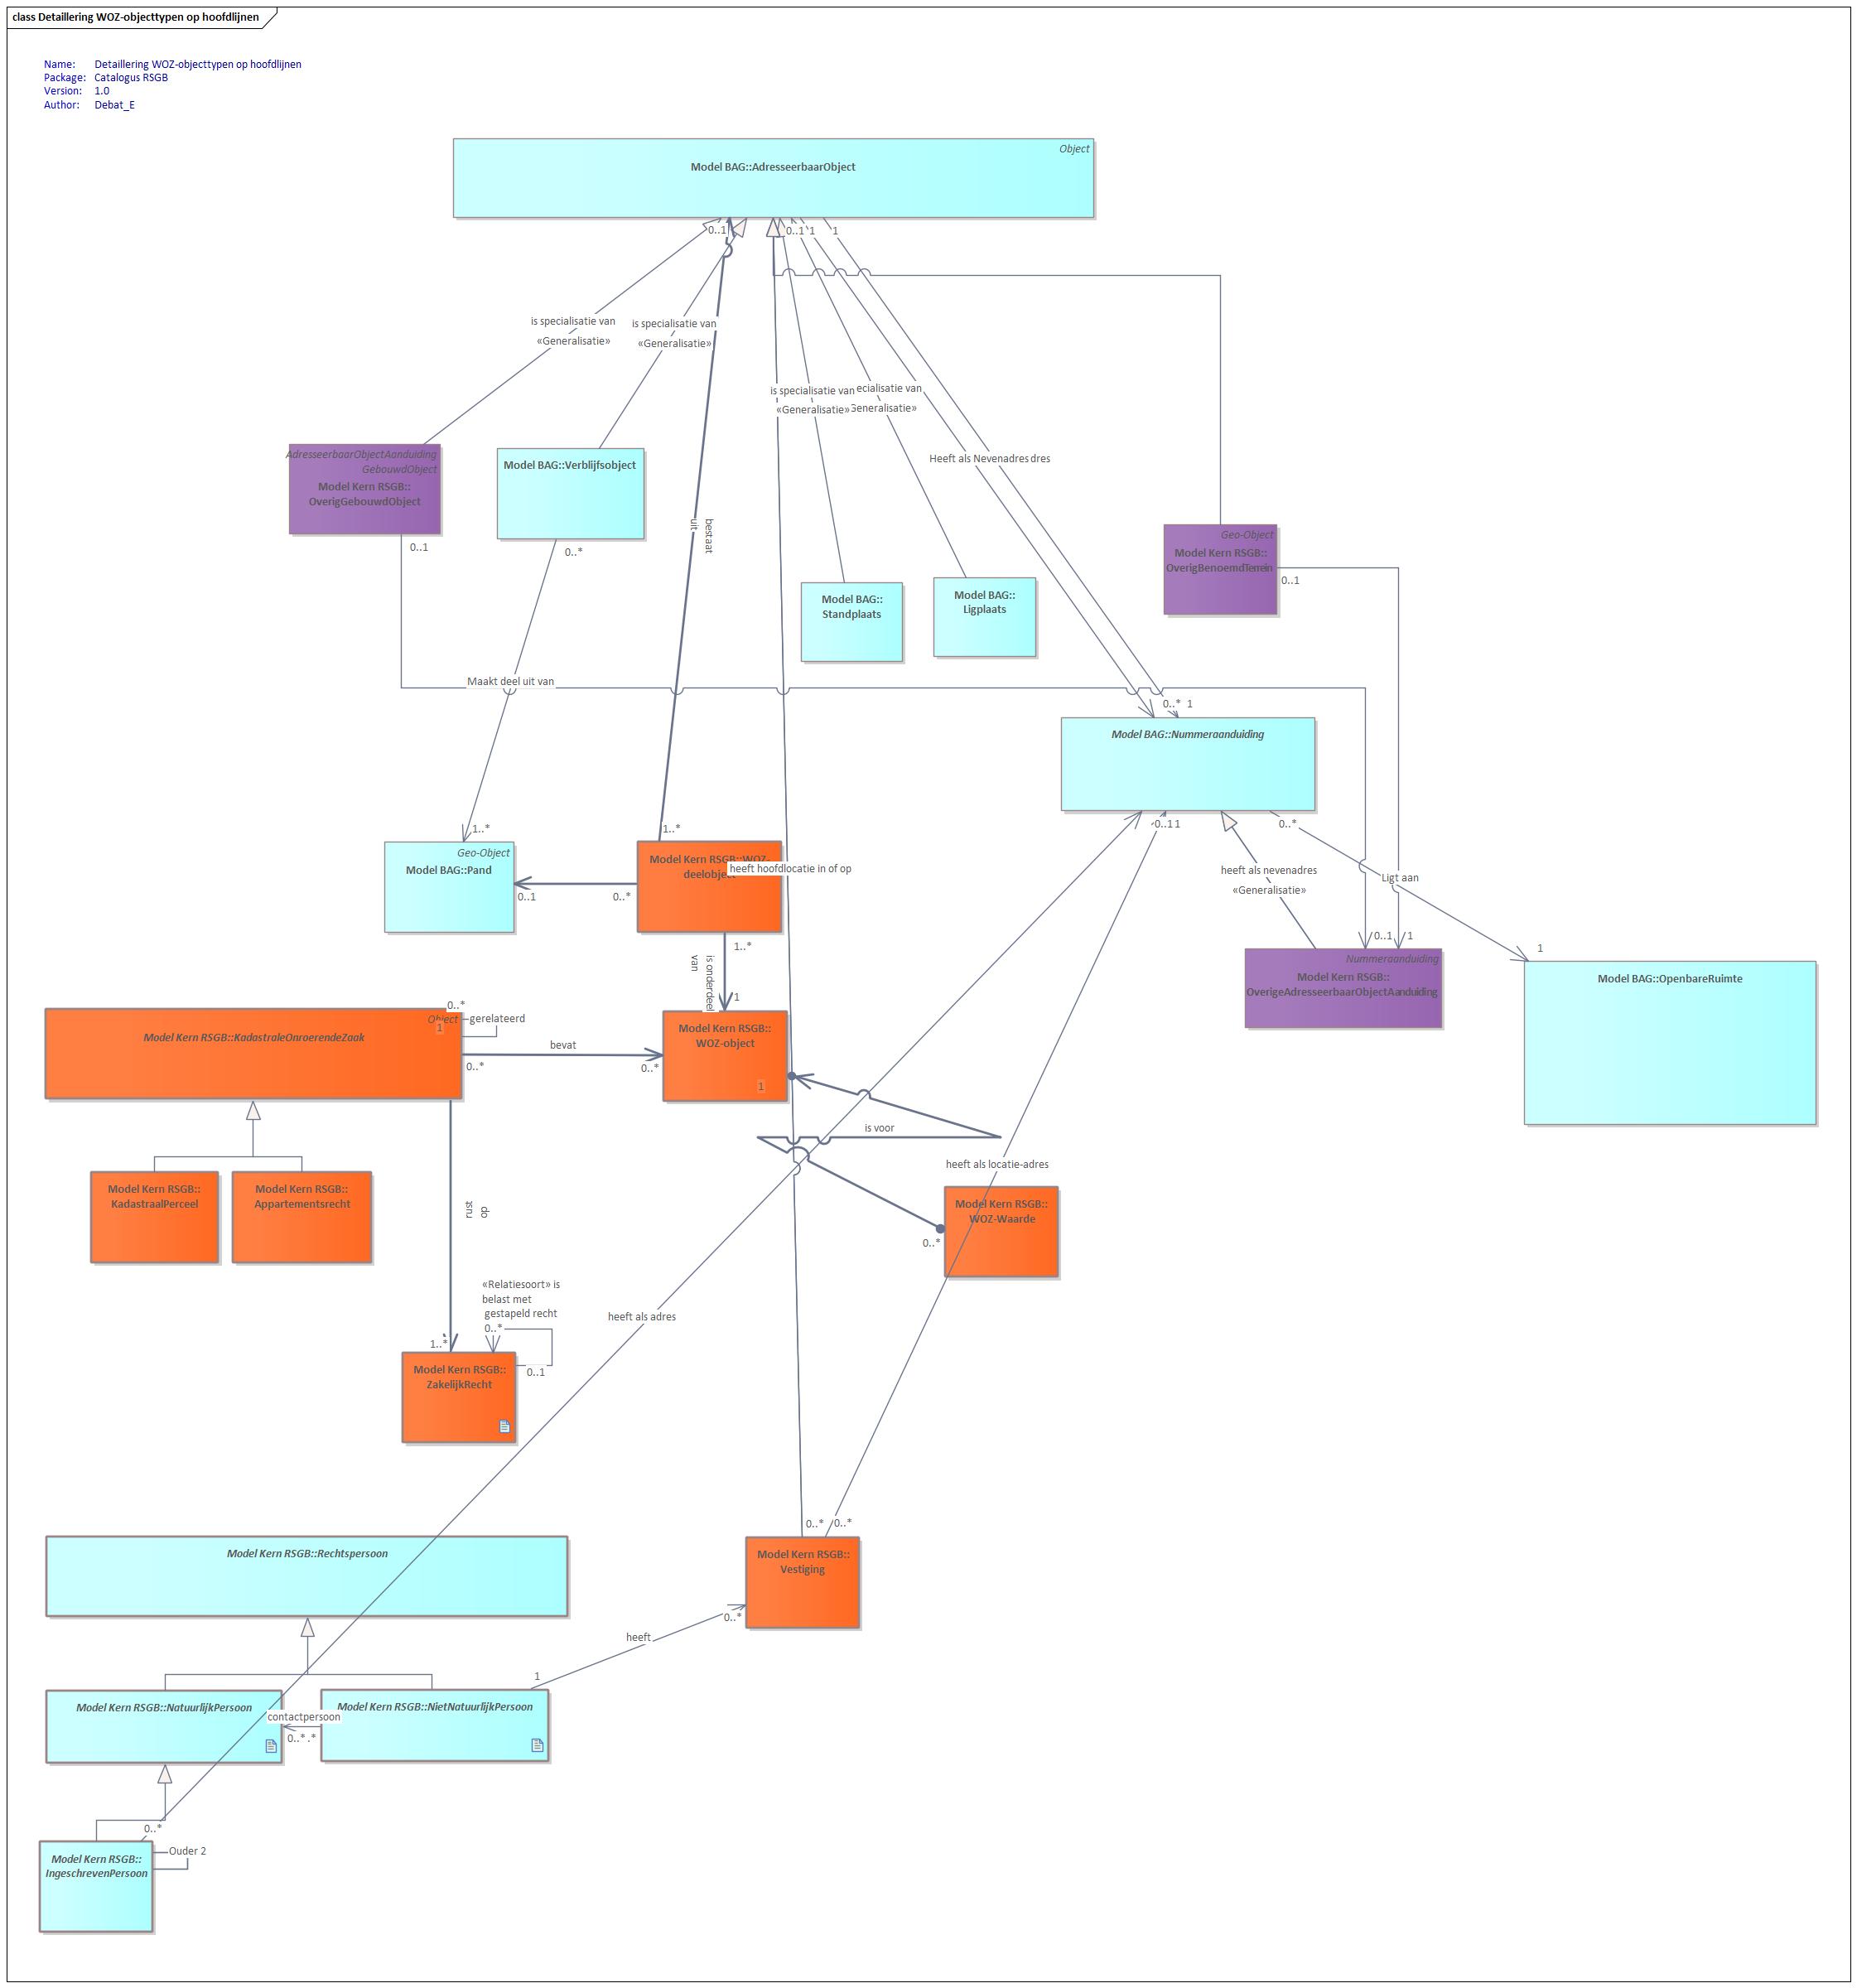 class Detaillering WOZ-objecttypen op hoofdlijnen
Name: Detaillering WOZ-objecttypen op hoofdlijnen
Package: Catalogus RSGB
Version: 1.0
Author: Debat_E
Object
Model BAG::AdresseerbaarObject
0..1
0..1
1
1
is specialisatie van
«Generalisatie»
is specialisatie van
«Generalisatie»
is specialisatie van
«Generalisatie»
ecialisatie van
Generalisatie»
Heeft als Nevenadres
dres
AdresseerbaarObjectAanduiding
GebouwdObject
Model Kern RSGB::
OverigGebouwdObject
0..1
Model BAG::Verblijfsobject
0..*
bestaat
uit
Model BAG::
Standplaats
Model BAG::
Ligplaats
Geo-Object
Model Kern RSGB::
OverigBenoemdTerrein
0..1
Maakt deel uit van
0..*
1
Model BAG::Nummeraanduiding
0..1
1
0..*
1..*
Geo-Object
Model BAG::Pand
0..1
0..*
1..*
Model Kern RSGB::WOZ-
deelobject
heeft hoofdlocatie in of op
1..*
is onderdeel
van
1
heeft als nevenadres
«Generalisatie»
Ligt aan
0..1
1
1
Nummeraanduiding
Model Kern RSGB::
OverigeAdresseerbaarObjectAanduiding
Model BAG::OpenbareRuimte
0..*
Object
1
gerelateerd
Model Kern RSGB::KadastraleOnroerendeZaak
0..*
bevat
0..*
Model Kern RSGB::
WOZ-object
1
is voor
heeft als locatie-adres
Model Kern RSGB::
KadastraalPerceel
Model Kern RSGB::
Appartementsrecht
rust
op
Model Kern RSGB::
WOZ-Waarde
0..*
«Relatiesoort» is
belast met
gestapeld recht
0..*
0..1
1..*
heeft als adres
Model Kern RSGB::
ZakelijkRecht
0..*
0..*
Model Kern RSGB::Rechtspersoon
Model Kern RSGB::
Vestiging
0..*
heeft
1
Model Kern RSGB::NatuurlijkPersoon
Model Kern RSGB::NietNatuurlijkPersoon
contactpersoon
0..*
.*
0..*
Ouder 2
Model Kern RSGB::
IngeschrevenPersoon